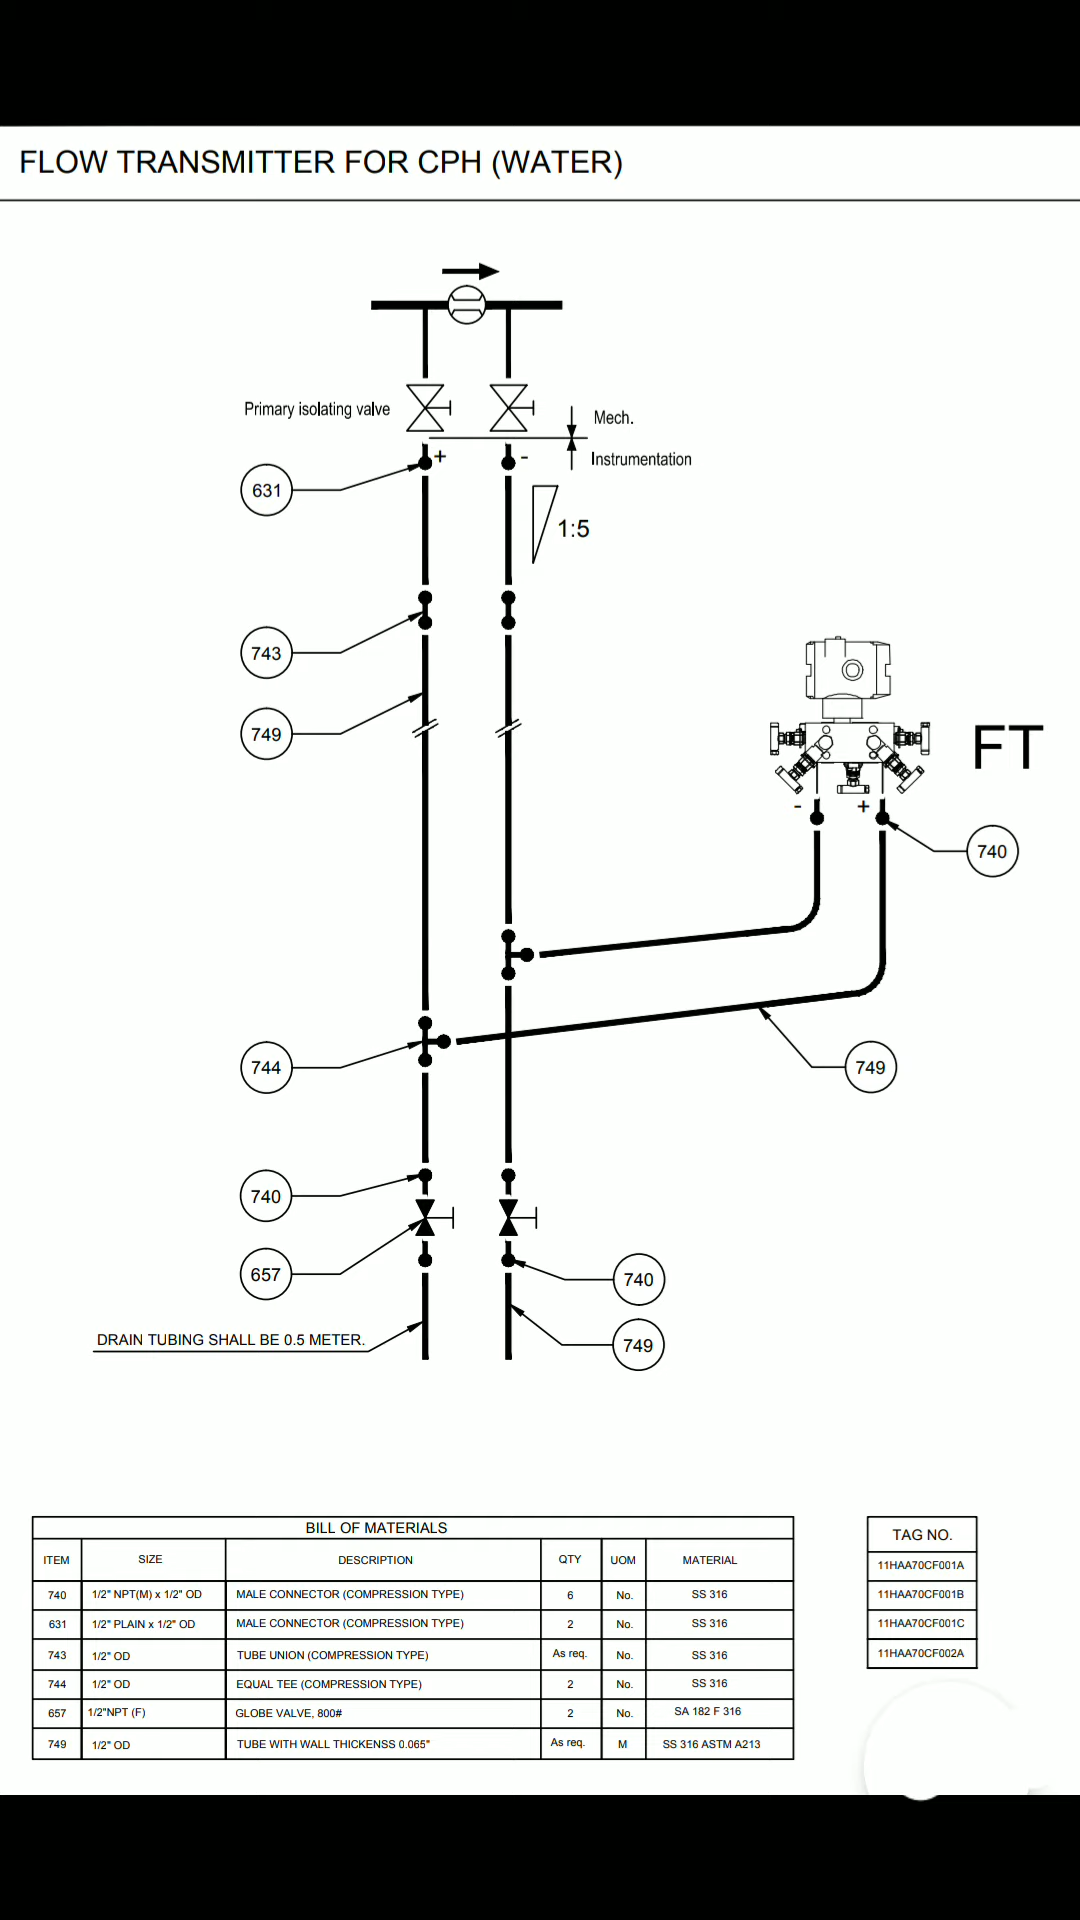 FLOW TRANSMITTER FOR CPH (WATER)
Primary isolating valve
Mech.
+
-
Instrumentation
631
1:5
743
749
FT
-
+
740
744
749
740
657
740
DRAIN TUBING SHALL BE 0.5 METER.
749
BILL OF MATERIALS
ITEM SIZE DESCRIPTION QTY UOM MATERIAL
740 1/2" NPT(M) x 1/2" OD MALE CONNECTOR (COMPRESSION TYPE) 6 No. SS 316
631 1/2" PLAIN x 1/2" OD MALE CONNECTOR (COMPRESSION TYPE) 2 No. SS 316
743 1/2" OD TUBE UNION (COMPRESSION TYPE) As req. No. SS 316
744 1/2" OD EQUAL TEE (COMPRESSION TYPE) 2 No. SS 316
657 1/2"NPT (F) GLOBE VALVE, 800# 2 No. SA 182 F 316
749 1/2" OD TUBE WITH WALL THICKENSS 0.065" As req. M SS 316 ASTM A213
TAG NO.
11HAA70CF001A
11HAA70CF001B
11HAA70CF001C
11HAA70CF002A